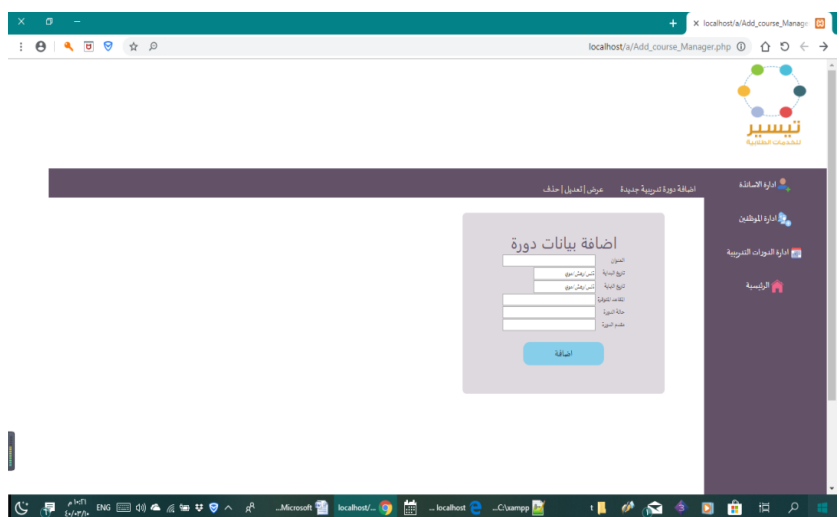 localhost/a/Add_course_Manage
localhost/a/Add_course_Manager.php
تيسير
للخدمات الطلابية
ادارة الاساتذة
ادارة الموظفين
ادارة الدورات التدريبية
الرئيسية
اضافة دورة تدريبية جديدة    عرض | تعديل | حذف
اضافة بيانات دورة
العنوان
تاريخ البداية
تاريخ النهاية
المقاعد المتوفرة
حالة الدورة
مقدم الدورة
اضافة
ENG
...Microsoft
localhost/...
... localhost
...C:\xampp
t